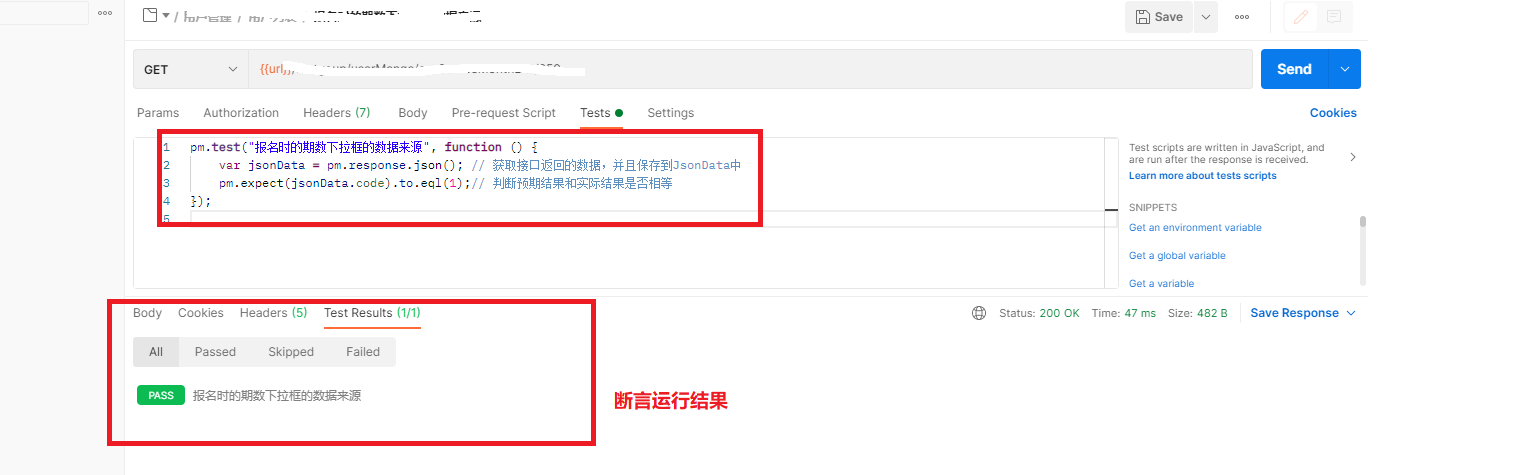 Save
GET
{{url}}
Send
Params Authorization Headers (7) Body Pre-request Script Tests Settings
Cookies
1 pm.test("报名时的期数下拉框的数据来源", function () {
2 var jsonData = pm.response.json(); // 获取接口返回的数据，并且保存到JsonData中
3 pm.expect(jsonData.code).to.eql(1);// 判断预期结果和实际结果是否相等
4 });
5
Test scripts are written in JavaScript, and
are run after the response is received.
Learn more about tests scripts
SNIPPETS
Get an environment variable
Get a global variable
Get a variable
Body Cookies Headers (5) Test Results (1/1)
Status: 200 OK Time: 47 ms Size: 482 B Save Response
All Passed Skipped Failed
PASS 报名时的期数下拉框的数据来源
断言运行结果